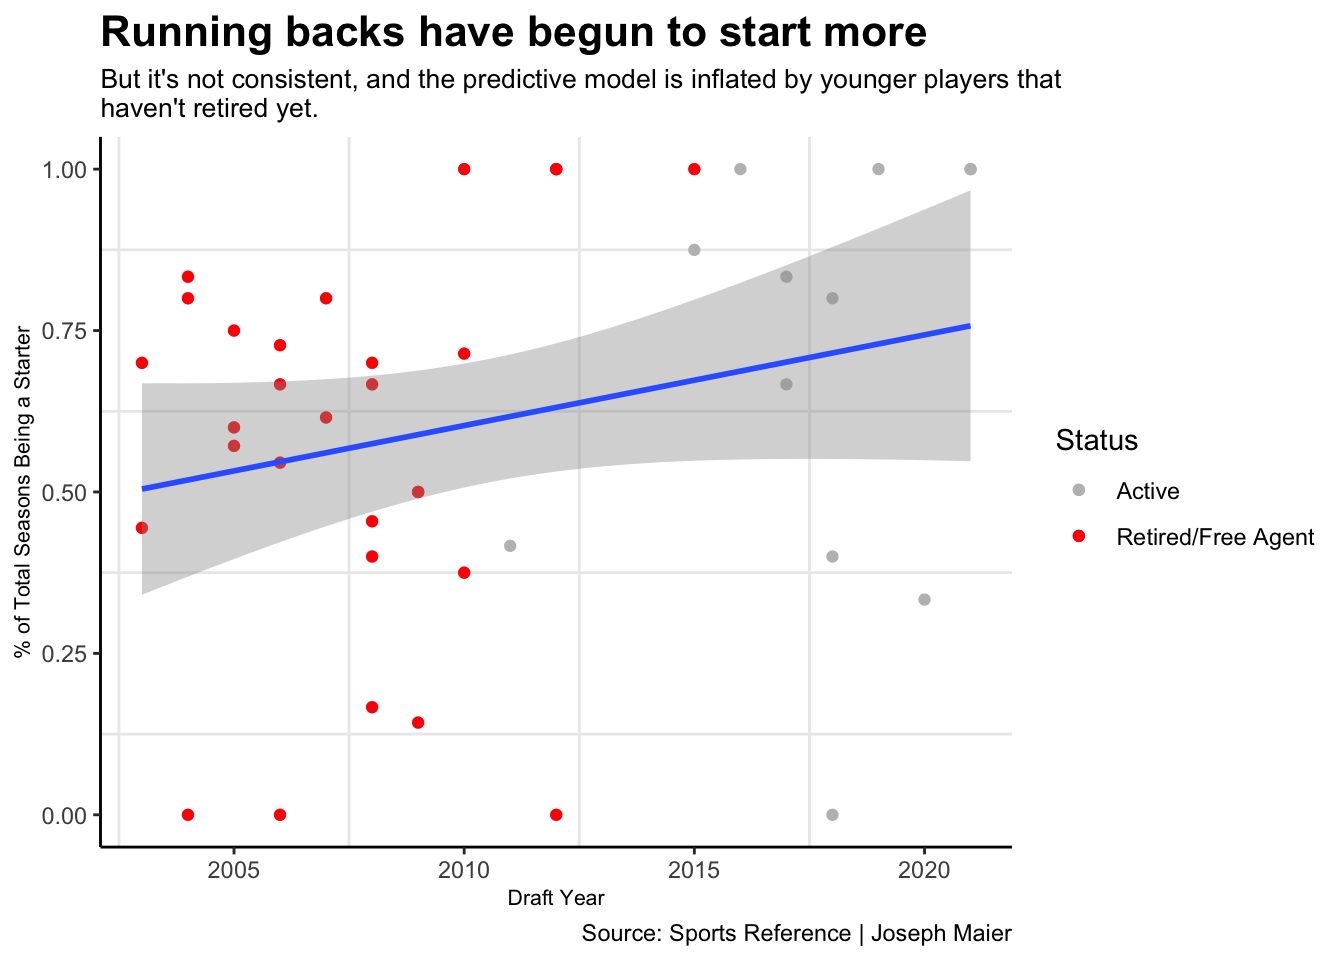 Running backs have begun to start more
But it's not consistent, and the predictive model is inflated by younger players that
haven't retired yet.
% of Total Seasons Being a Starter
1.00
0.75
0.50
0.25
0.00
2005
2010
2015
2020
Draft Year
Status
Active
Retired/Free Agent
Source: Sports Reference | Joseph Maier